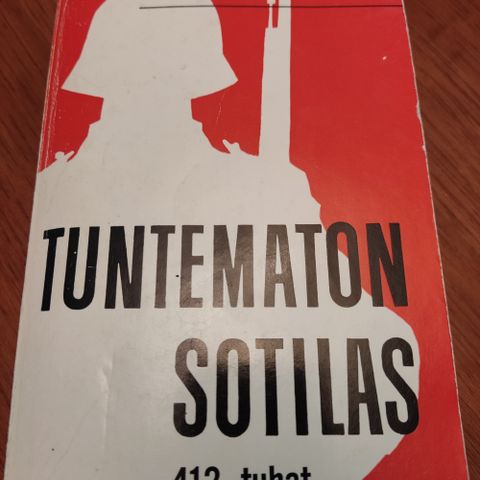 TUNTEMATON
SOTILAS
412. tuhat